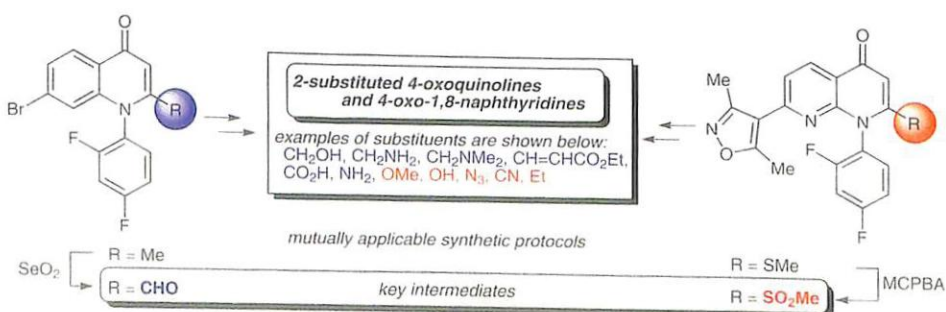 O
Br
N
R
F
F
2-substituted 4-oxoquinolines
and 4-oxo-1,8-naphthyridines
examples of substituents are shown below:
CH₂OH, CH₂NH₂, CH₂NMe₂, CH=CHCO₂Et,
CO₂H, NH₂, OMe, OH, N₃, CN, Et
O
Me
N
O
Me
N
N
R
F
F
mutually applicable synthetic protocols
SeO₂
R = Me
R = CHO
key intermediates
R = SMe
R = SO₂Me
MCPBA